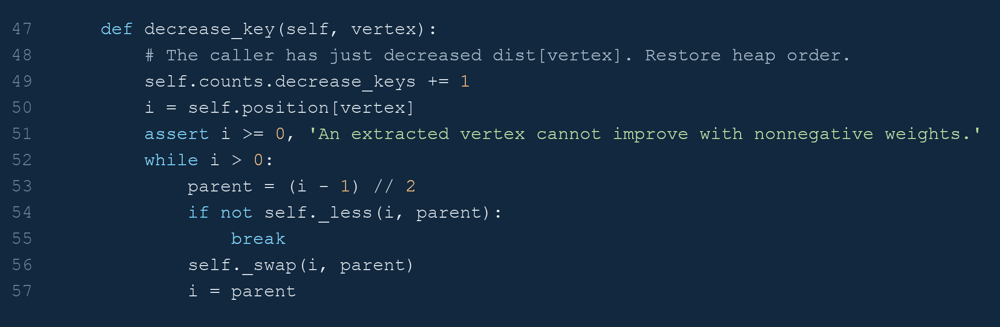 47 def decrease_key(self, vertex):
48 # The caller has just decreased dist[vertex]. Restore heap order.
49 self.counts.decrease_keys += 1
50 i = self.position[vertex]
51 assert i >= 0, 'An extracted vertex cannot improve with nonnegative weights.'
52 while i > 0:
53 parent = (i - 1) // 2
54 if not self._less(i, parent):
55 break
56 self._swap(i, parent)
57 i = parent